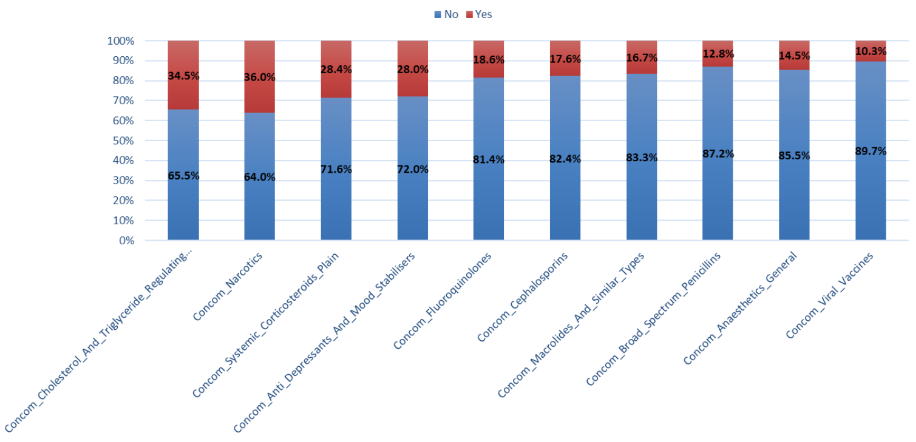 No Yes
100%
90%
80%
70%
60%
50%
40%
30%
20%
10%
0%
34.5% 36.0% 28.4% 28.0% 18.6% 17.6% 16.7% 12.8% 14.5% 10.3%
65.5% 64.0% 71.6% 72.0% 81.4% 82.4% 83.3% 87.2% 85.5% 89.7%
Concom_Cholesterol_And_Triglyceride_Regulating...
Concom_Narcotics
Concom_Systemic_Corticosteroids_Plain
Concom_Anti_Depressants_And_Mood_Stabilisers
Concom_Fluoroquinolones
Concom_Cephalosporins
Concom_Macrolides_And_Similar_Types
Concom_Broad_Spectrum_Penicillins
Concom_Anaesthetics_General
Concom_Viral_Vaccines